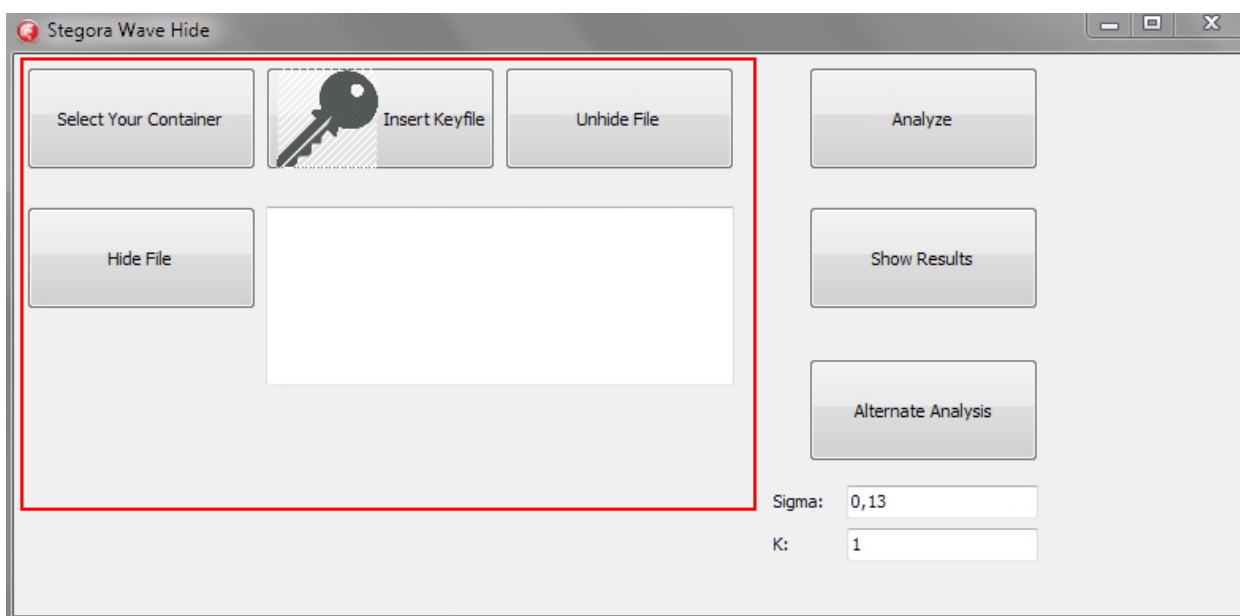 Stegora Wave Hide
Select Your Container
Insert Keyfile
Unhide File
Analyze
Hide File
Show Results
Alternate Analysis
Sigma: 0,13
K: 1